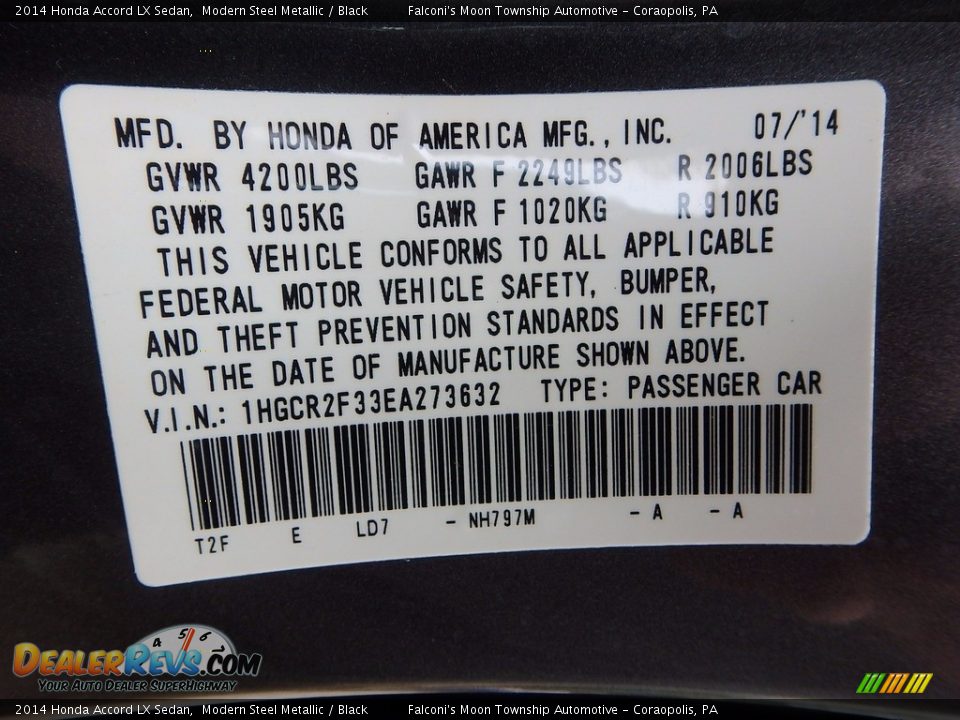 2014 Honda Accord LX Sedan, Modern Steel Metallic / Black Falconi's Moon Township Automotive - Coraopolis, PA
MFD. BY HONDA OF AMERICA MFG., INC. 07/'14
GVWR 4200LBS GAWR F 2249LBS R 2006LBS
GVWR 1905KG GAWR F 1020KG R 910KG
THIS VEHICLE CONFORMS TO ALL APPLICABLE
FEDERAL MOTOR VEHICLE SAFETY, BUMPER,
AND THEFT PREVENTION STANDARDS IN EFFECT
ON THE DATE OF MANUFACTURE SHOWN ABOVE.
V.I.N.: 1HGCR2F33EA273632 TYPE: PASSENGER CAR
T2F E LD7 - NH797M - A - A
4 5 6
DEALERREVS.COM
YOUR AUTO DEALER SUPERHIGHWAY
2014 Honda Accord LX Sedan, Modern Steel Metallic / Black Falconi's Moon Township Automotive - Coraopolis, PA